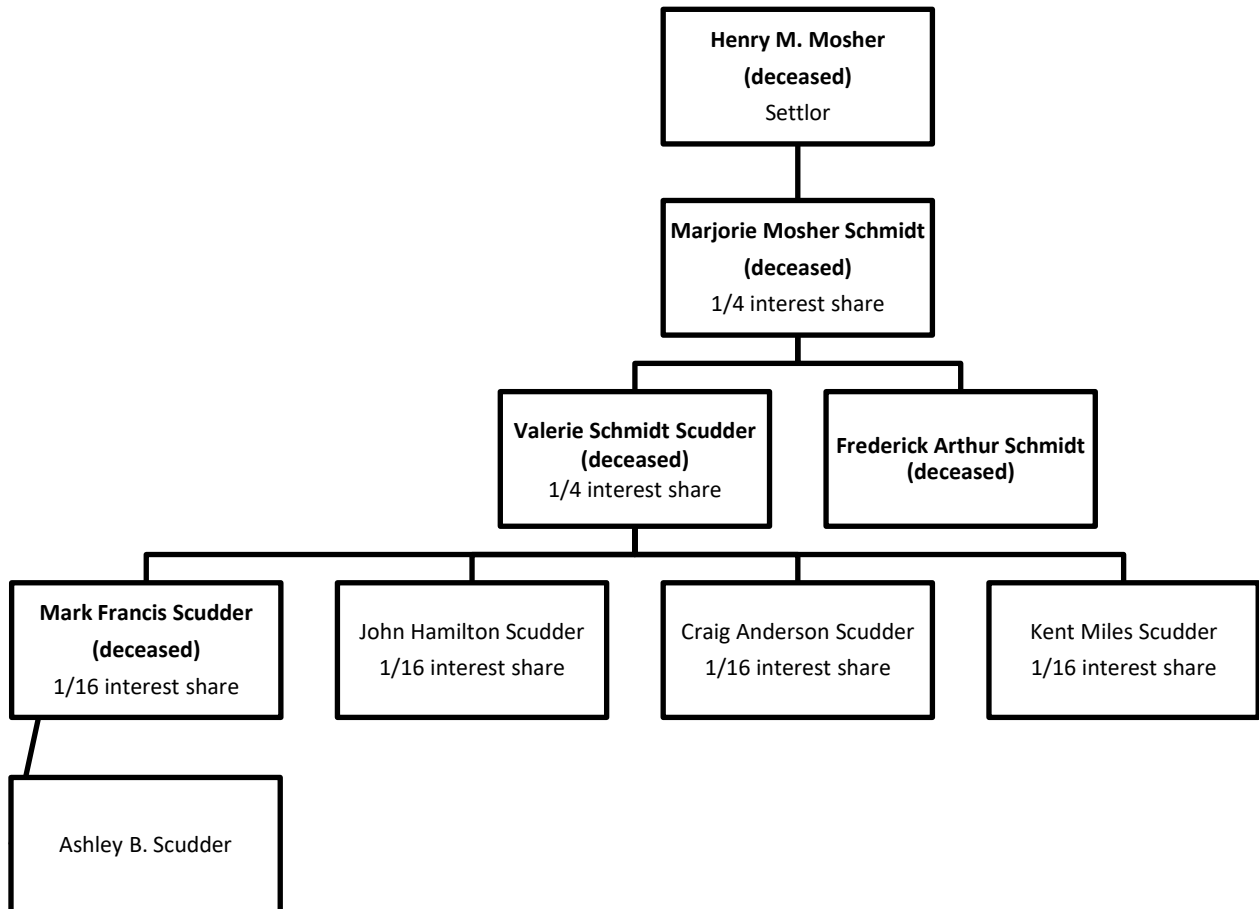 Henry M. Mosher
(deceased)
Settlor
Marjorie Mosher Schmidt
(deceased)
1/4 interest share
Valerie Schmidt Scudder
(deceased)
1/4 interest share
Frederick Arthur Schmidt
(deceased)
Mark Francis Scudder
(deceased)
1/16 interest share
John Hamilton Scudder
1/16 interest share
Craig Anderson Scudder
1/16 interest share
Kent Miles Scudder
1/16 interest share
Ashley B. Scudder